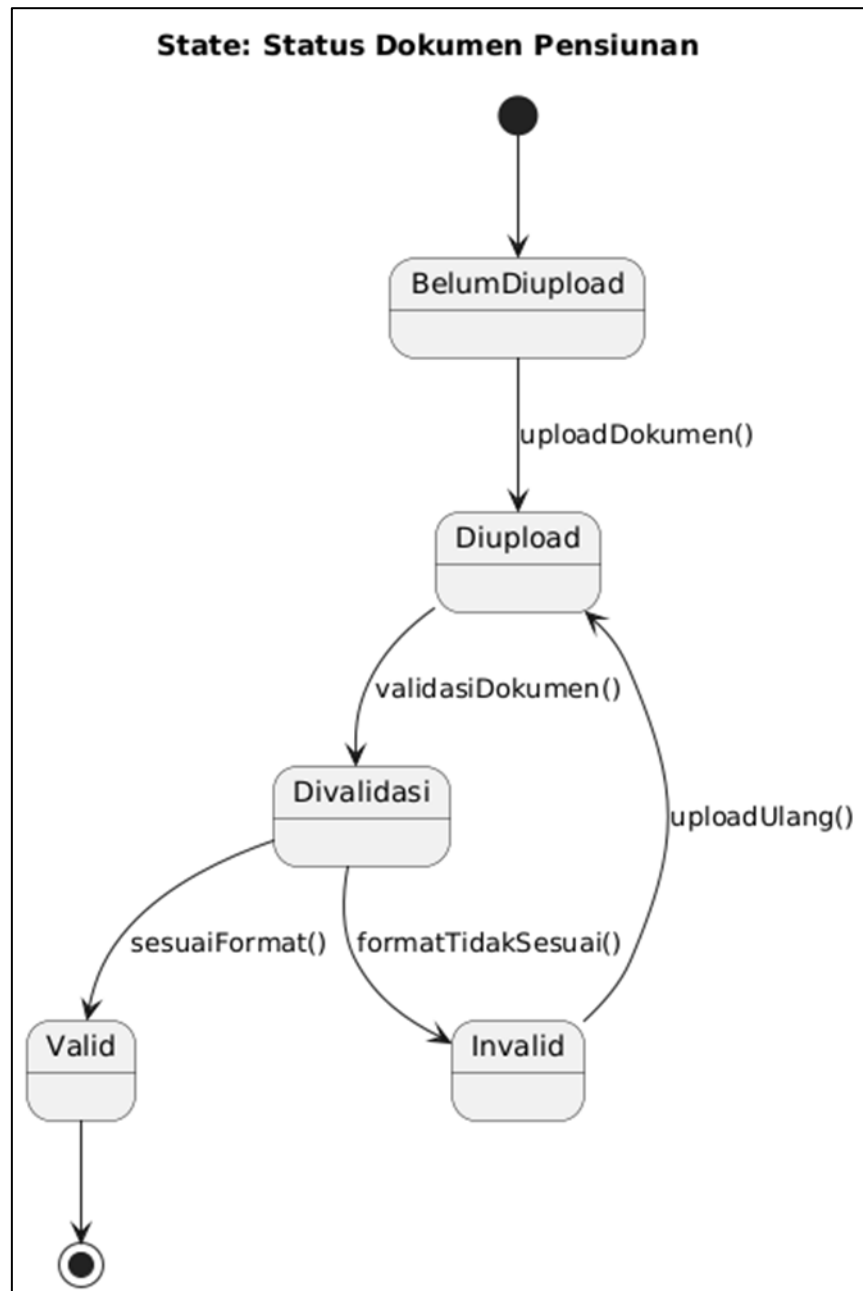 State: Status Dokumen Pensiunan
BelumDiupload
uploadDokumen()
Diupload
validasiDokumen()
Divalidasi
uploadUlang()
sesuaiFormat()
formatTidakSesuai()
Valid
Invalid